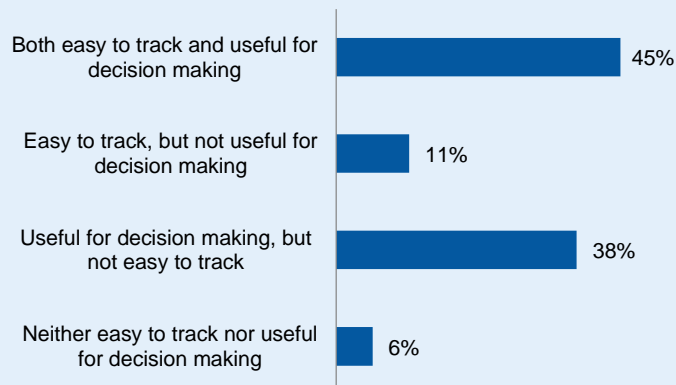 Both easy to track and useful for
decision making
45%
Easy to track, but not useful for
decision making
11%
Useful for decision making, but
not easy to track
38%
Neither easy to track nor useful
for decision making
6%